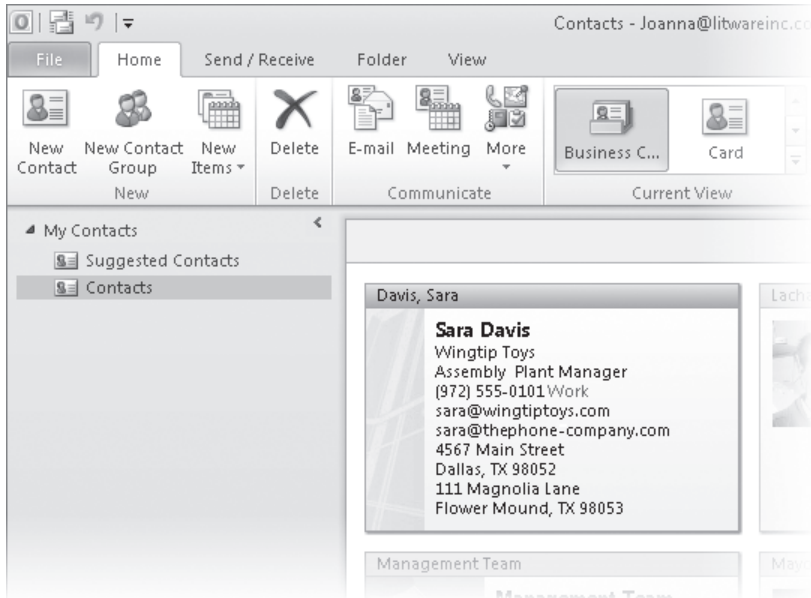 Contacts - Joanna@litwareinc.co
File Home Send / Receive Folder View
New Contact
New Contact Group
New Items
Delete
E-mail Meeting More
Business C... Card
New Delete Communicate Current View
My Contacts
Suggested Contacts
Contacts
Davis, Sara
Sara Davis
Wingtip Toys
Assembly Plant Manager
(972) 555-0101 Work
sara@wingtiptoys.com
sara@thephone-company.com
4567 Main Street
Dallas, TX 98052
111 Magnolia Lane
Flower Mound, TX 98053
Management Team
Management Team